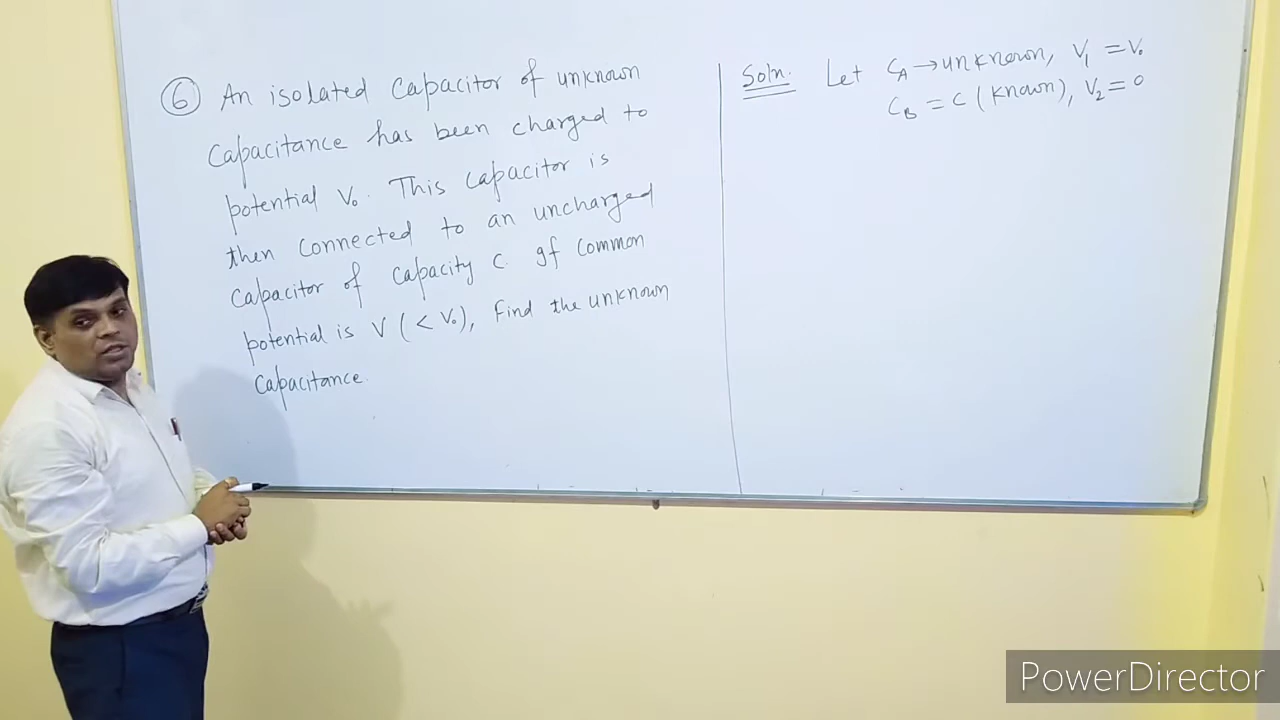 6 An isolated capacitor of unknown
capacitance has been charged to
potential V₀. This capacitor is
then connected to an uncharged
capacitor of capacity C. If common
potential is V (< V₀), Find the unknown
capacitance.
Soln. Let C_A → unknown, V₁ = V₀
C_B = C (known), V₂ = 0
PowerDirector